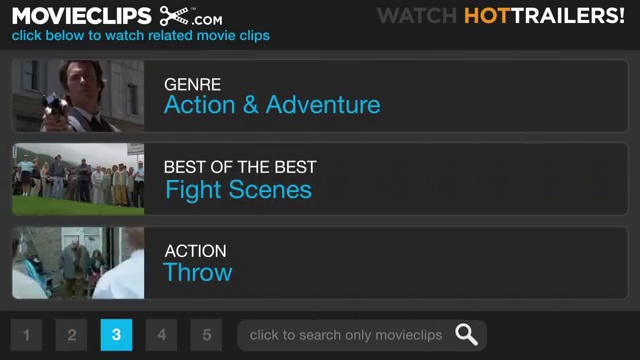 MOVIECLIPS™.COM
click below to watch related movie clips
WATCH HOTTRAILERS!
GENRE
Action & Adventure
BEST OF THE BEST
Fight Scenes
ACTION
Throw
1 2 3 4 5
click to search only movieclips